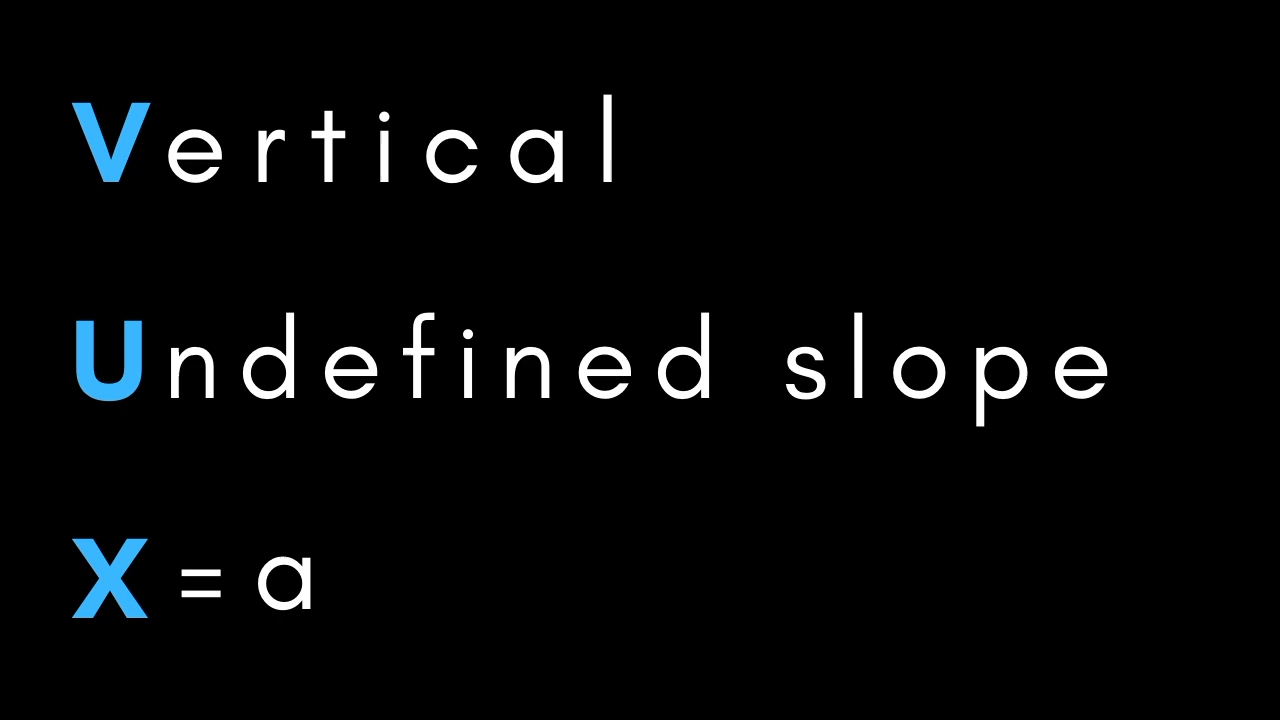 Vertical
Undefined slope
X = a